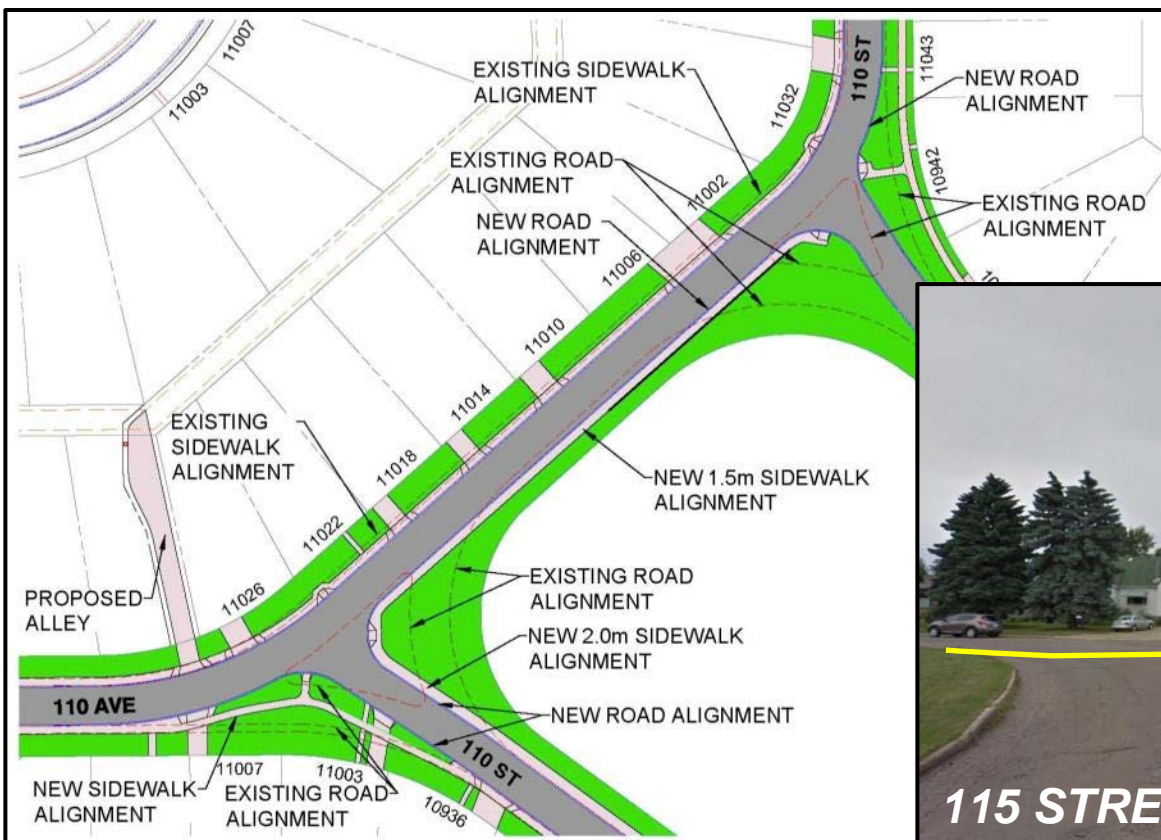 11007
11003
EXISTING SIDEWALK
ALIGNMENT
11032
110 ST
11043
NEW ROAD
ALIGNMENT
EXISTING ROAD
ALIGNMENT
11002
10942
NEW ROAD
ALIGNMENT
EXISTING ROAD
ALIGNMENT
11006
11010
11014
EXISTING
SIDEWALK
ALIGNMENT
11018
NEW 1.5m SIDEWALK
ALIGNMENT
11022
PROPOSED
ALLEY
11026
EXISTING ROAD
ALIGNMENT
NEW 2.0m SIDEWALK
ALIGNMENT
110 AVE
NEW ROAD ALIGNMENT
110 ST
11007
11003
10936
NEW SIDEWALK
ALIGNMENT
EXISTING ROAD
ALIGNMENT
115 STRE